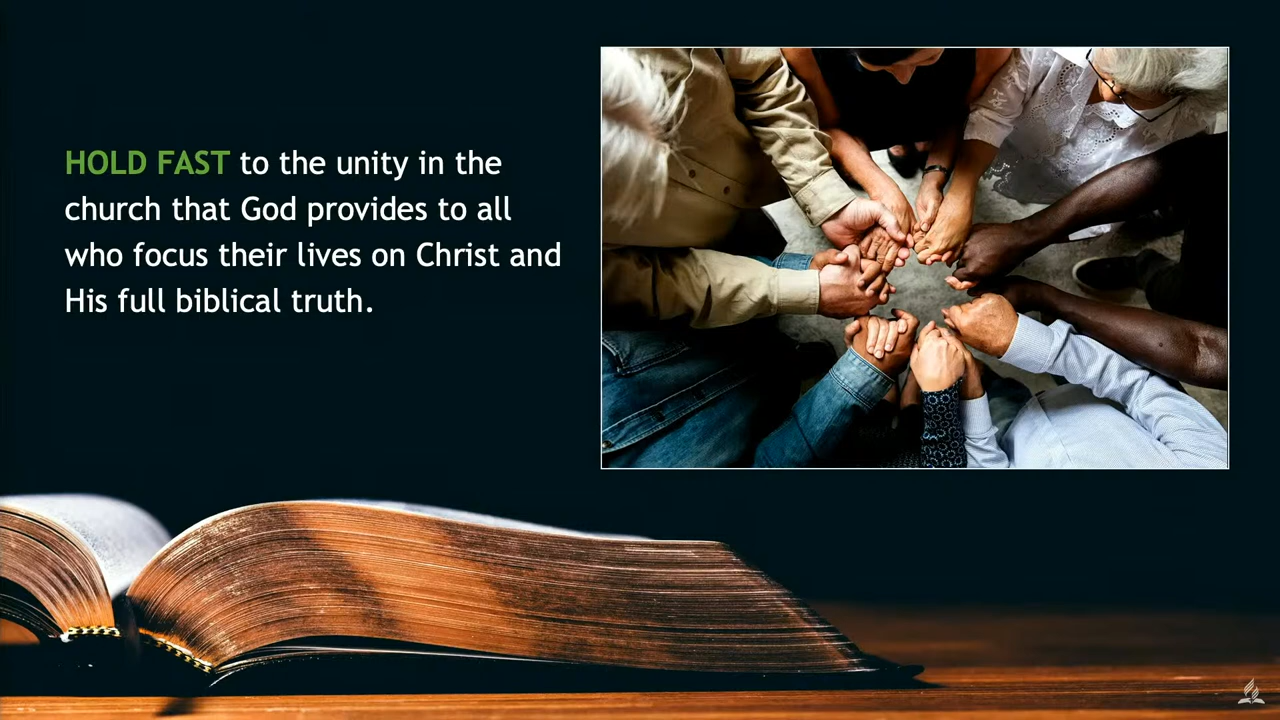 HOLD FAST to the unity in the
church that God provides to all
who focus their lives on Christ and
His full biblical truth.